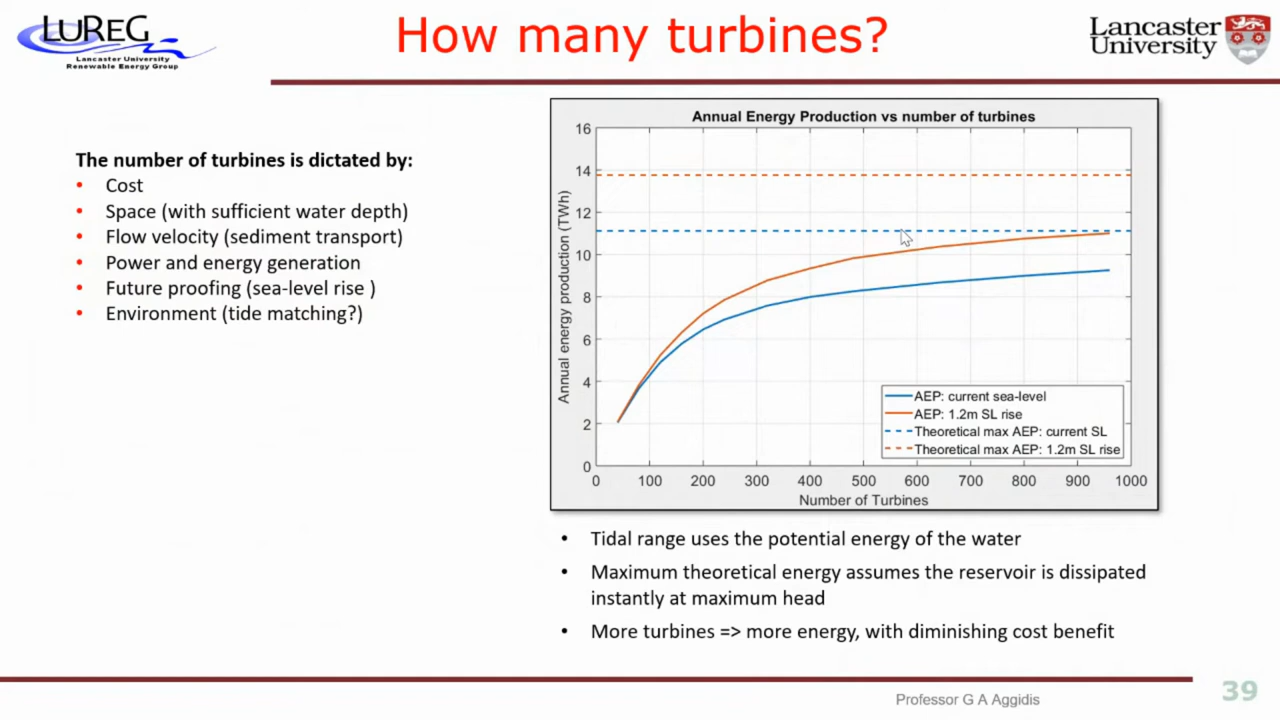 LUREG
Lancaster University
Renewable Energy Group
How many turbines?
Lancaster
University
The number of turbines is dictated by:
• Cost
• Space (with sufficient water depth)
• Flow velocity (sediment transport)
• Power and energy generation
• Future proofing (sea-level rise )
• Environment (tide matching?)
Annual Energy Production vs number of turbines
Annual energy production (TWh)
16
14
12
10
8
6
4
2
0
0 100 200 300 400 500 600 700 800 900 1000
Number of Turbines
AEP: current sea-level
AEP: 1.2m SL rise
Theoretical max AEP: current SL
Theoretical max AEP: 1.2m SL rise
• Tidal range uses the potential energy of the water
• Maximum theoretical energy assumes the reservoir is dissipated
instantly at maximum head
• More turbines => more energy, with diminishing cost benefit
Professor G A Aggidis
39